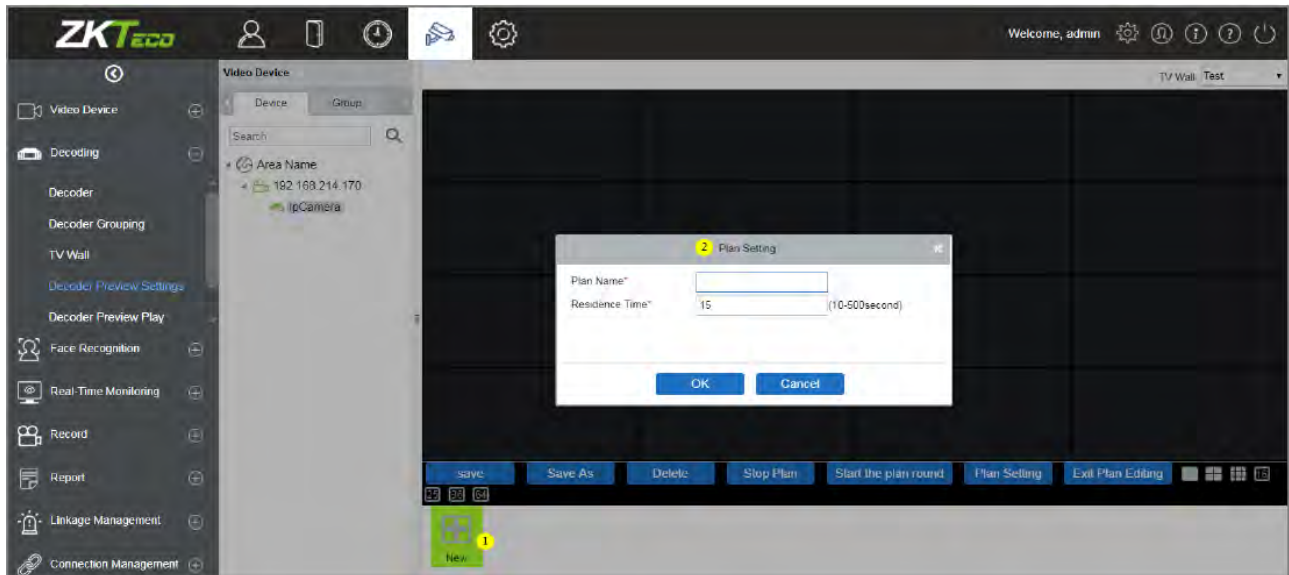 ZKTeco
Welcome, admin
Video Device
TV Wall Test
Video Device
Device Group
Search
Decoding
Area Name
192.168.214.170
IpCamera
Decoder
Decoder Grouping
TV Wall
Decoder Preview Settings
Decoder Preview Play
2 Plan Setting
Plan Name*
Residence Time* 15 (10-500second)
OK Cancel
Face Recognition
Real-Time Monitoring
Record
Report
Linkage Management
Connection Management
save Save As Delete Stop Plan Start the plan round Plan Setting Exit Plan Editing 16
25 36 64
1
New